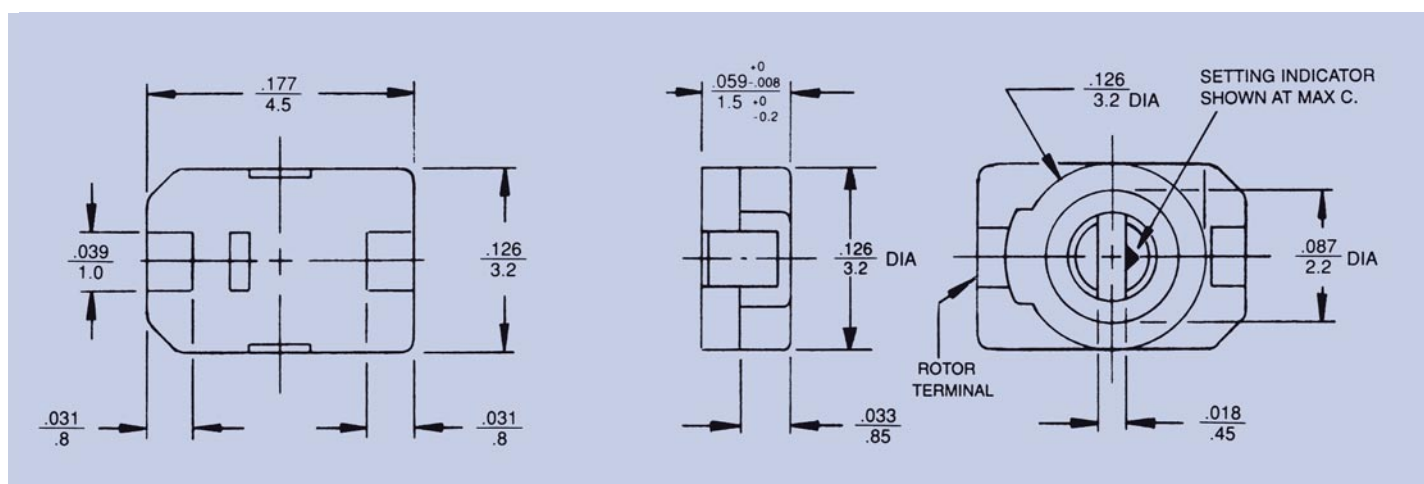 .177
4.5
.039
1.0
.126
3.2
.031
.8
.031
.8
.059 +0 -.008
1.5 +0 -0.2
.126
3.2 DIA
.033
.85
.126
3.2 DIA
SETTING INDICATOR
SHOWN AT MAX C.
.087
2.2 DIA
ROTOR
TERMINAL
.018
.45